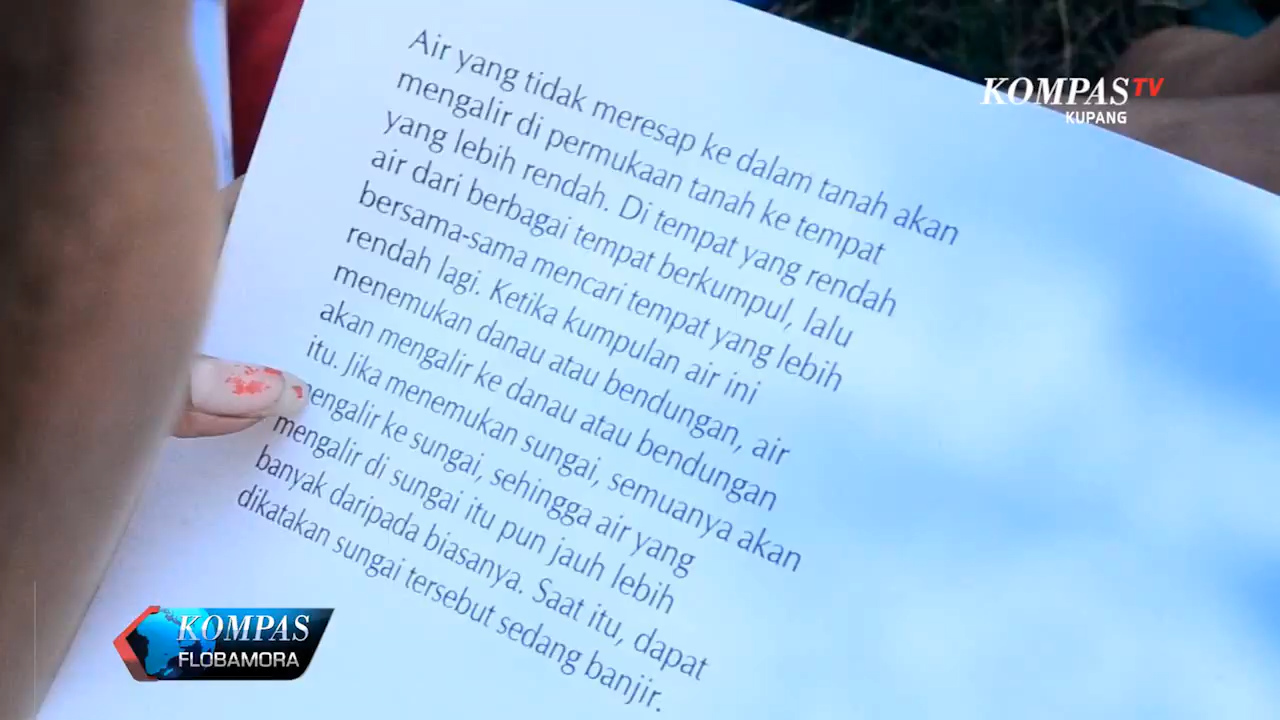 Air yang tidak meresap ke dalam tanah akan
mengalir di permukaan tanah ke tempat
yang lebih rendah. Di tempat yang rendah
air dari berbagai tempat berkumpul, lalu
bersama-sama mencari tempat yang lebih
rendah lagi. Ketika kumpulan air ini
menemukan danau atau bendungan, air
akan mengalir ke danau atau bendungan
itu. Jika menemukan sungai, semuanya akan
mengalir ke sungai, sehingga air yang
mengalir di sungai itu pun jauh lebih
banyak daripada biasanya. Saat itu, dapat
dikatakan sungai tersebut sedang banjir.
KOMPAS TV
KUPANG
KOMPAS
FLOBAMORA